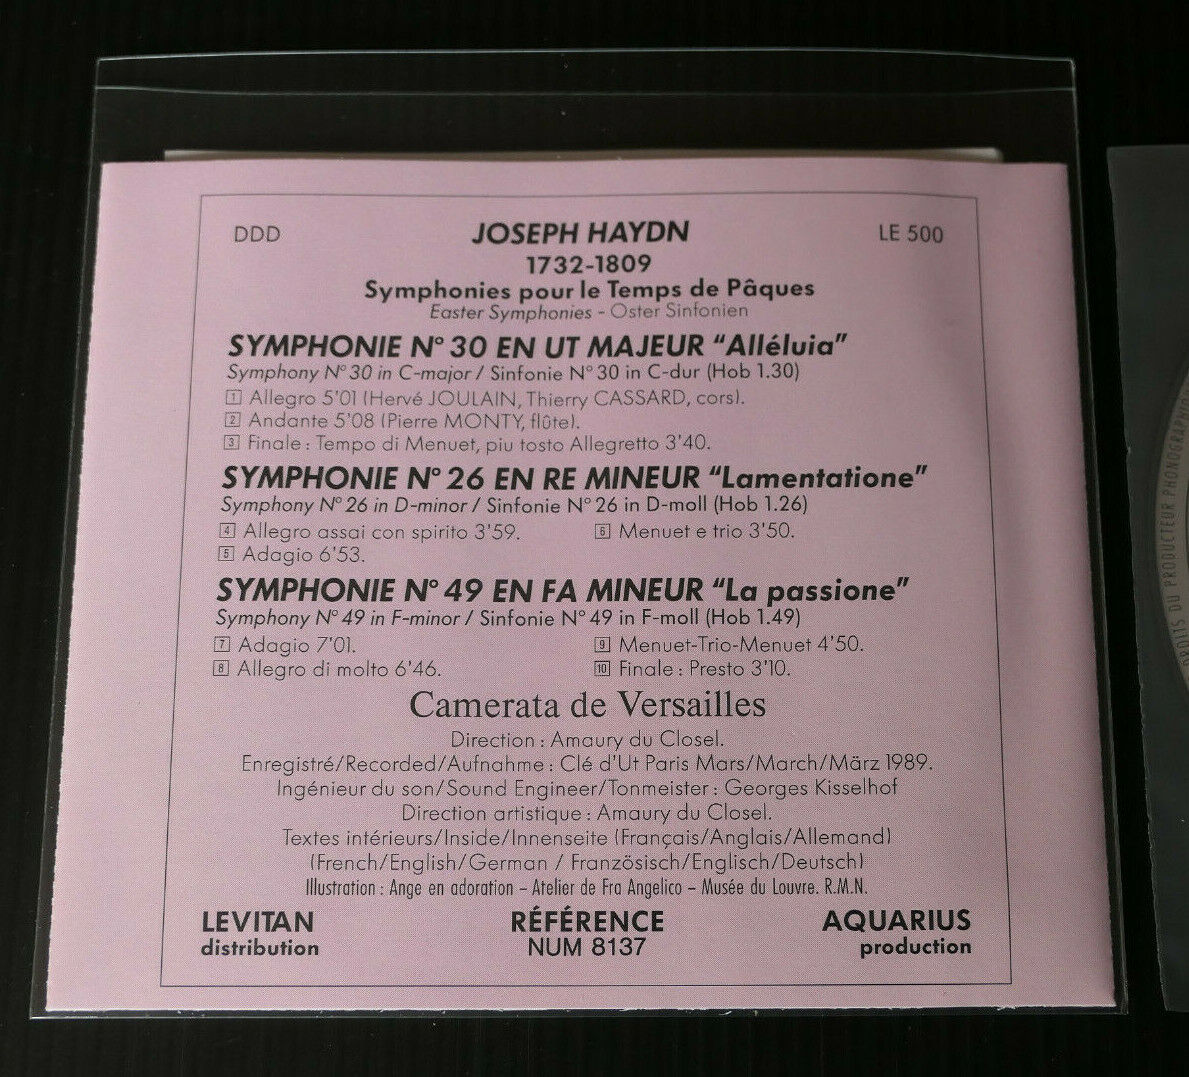 DDD JOSEPH HAYDN LE 500
1732-1809
Symphonies pour le Temps de Pâques
Easter Symphonies - Oster Sinfonien
SYMPHONIE N° 30 EN UT MAJEUR “Alléluia”
Symphony N° 30 in C-major / Sinfonie N° 30 in C-dur (Hob 1.30)
1 Allegro 5'01 (Hervé JOULAIN, Thierry CASSARD, cors).
2 Andante 5'08 (Pierre MONTY, flûte).
3 Finale : Tempo di Menuet, piu tosto Allegretto 3'40.
SYMPHONIE N° 26 EN RE MINEUR “Lamentatione”
Symphony N° 26 in D-minor / Sinfonie N° 26 in D-moll (Hob 1.26)
4 Allegro assai con spirito 3'59. 6 Menuet e trio 3'50.
5 Adagio 6'53.
SYMPHONIE N° 49 EN FA MINEUR “La passione”
Symphony N° 49 in F-minor / Sinfonie N° 49 in F-moll (Hob 1.49)
7 Adagio 7'01. 9 Menuet-Trio-Menuet 4'50.
8 Allegro di molto 6'46. 10 Finale : Presto 3'10.
Camerata de Versailles
Direction : Amaury du Closel.
Enregistré/Recorded/Aufnahme : Clé d'Ut Paris Mars/March/März 1989.
Ingénieur du son/Sound Engineer/Tonmeister : Georges Kisselhof
Direction artistique : Amaury du Closel.
Textes intérieurs/Inside/Innenseite (Français/Anglais/Allemand)
(French/English/German / Französisch/Englisch/Deutsch)
Illustration : Ange en adoration - Atelier de Fra Angelico - Musée du Louvre. R.M.N.
LEVITAN RÉFÉRENCE AQUARIUS
distribution NUM 8137 production
DROITS DU PRODUCTEUR